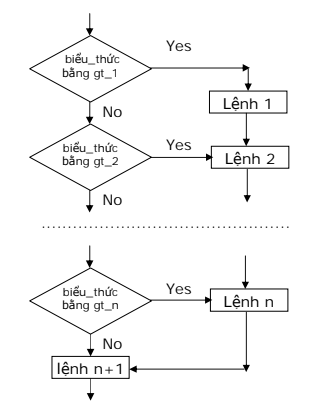 Yes
biểu_thức
bằng gt_1
Lệnh 1
No
Yes
biểu_thức
bằng gt_2
Lệnh 2
No
Yes
biểu_thức
bằng gt_n
Lệnh n
No
lệnh n+1